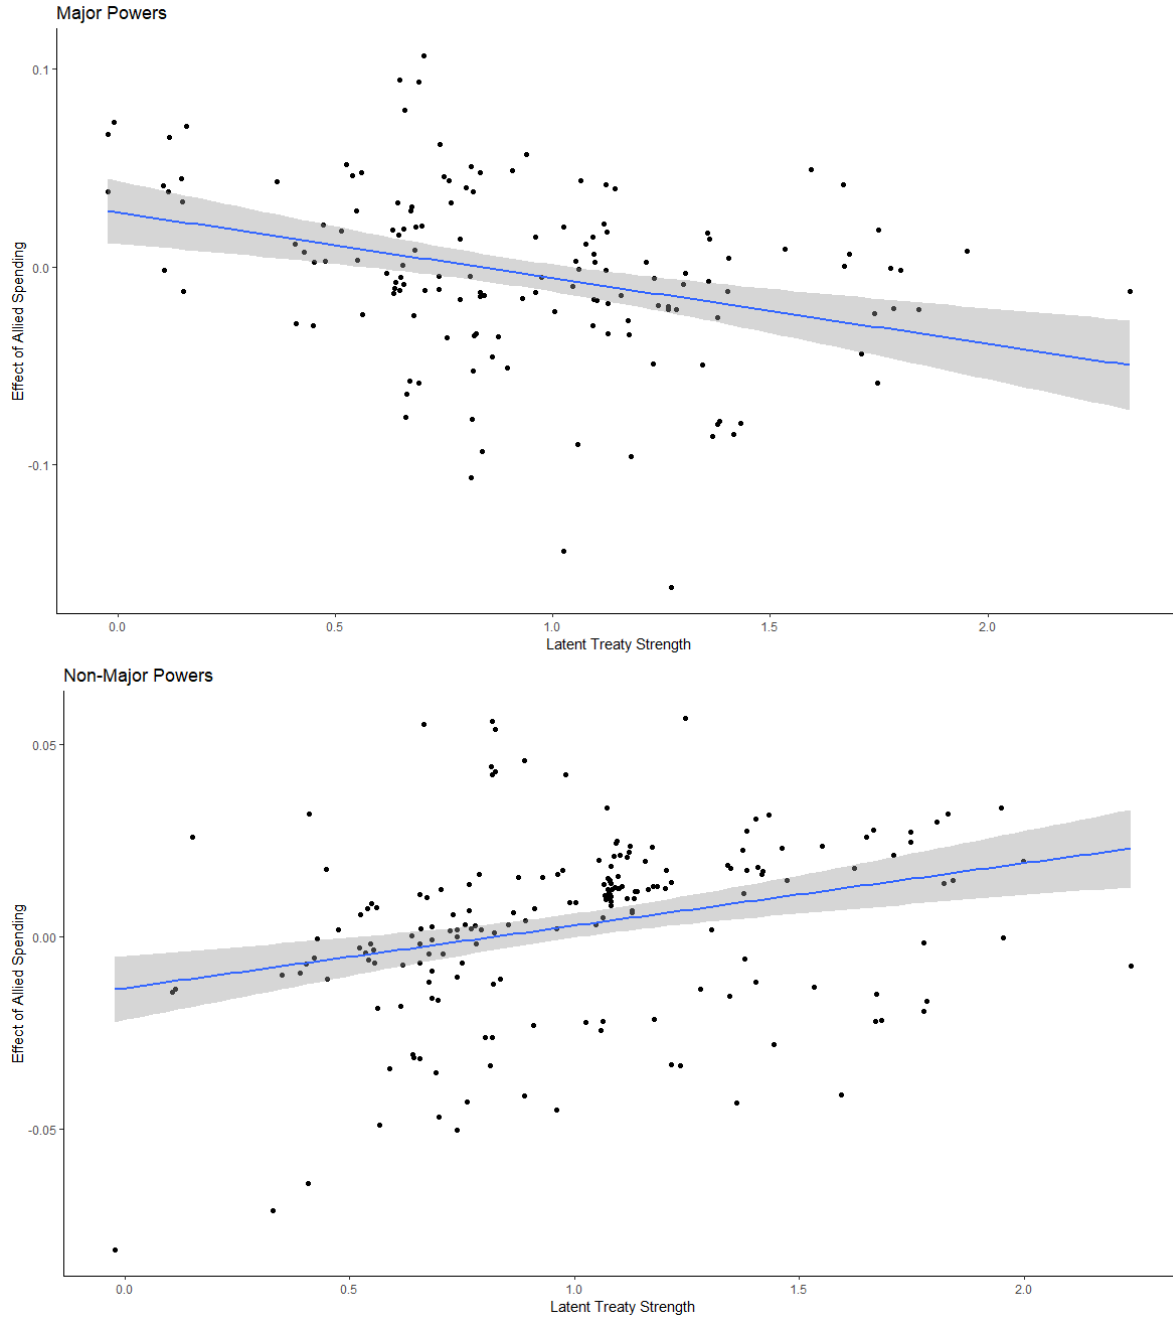 Major Powers
0.1
0.0
-0.1
Effect of Allied Spending
0.0 0.5 1.0 1.5 2.0
Latent Treaty Strength
Non-Major Powers
0.05
0.00
-0.05
Effect of Allied Spending
0.0 0.5 1.0 1.5 2.0
Latent Treaty Strength